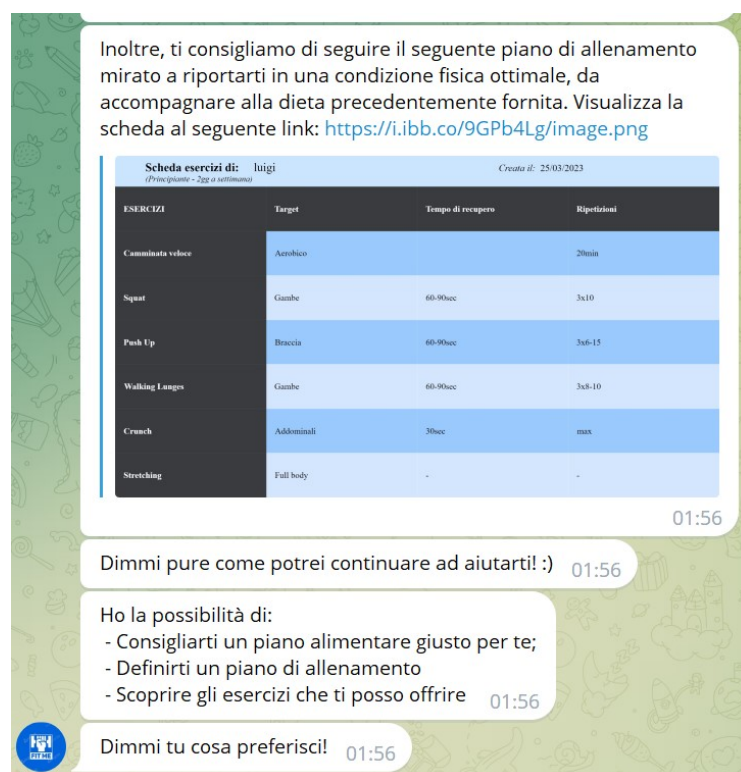 Inoltre, ti consigliamo di seguire il seguente piano di allenamento
mirato a riportarti in una condizione fisica ottimale, da
accompagnare alla dieta precedentemente fornita. Visualizza la
scheda al seguente link: https://i.ibb.co/9GPb4Lg/image.png
Scheda esercizi di: luigi Creata il: 25/03/2023
(Principiante - 2gg a settimana)
ESERCIZI Target Tempo di recupero Ripetizioni
Camminata veloce Aerobico 20min
Squat Gambe 60-90sec 3x10
Push Up Braccia 60-90sec 3x6-15
Walking Lunges Gambe 60-90sec 3x8-10
Crunch Addominali 30sec max
Stretching Full body - -
01:56
Dimmi pure come potrei continuare ad aiutarti! :) 01:56
Ho la possibilità di:
- Consigliarti un piano alimentare giusto per te;
- Definirti un piano di allenamento
- Scoprire gli esercizi che ti posso offrire 01:56
FIT ME
Dimmi tu cosa preferisci! 01:56